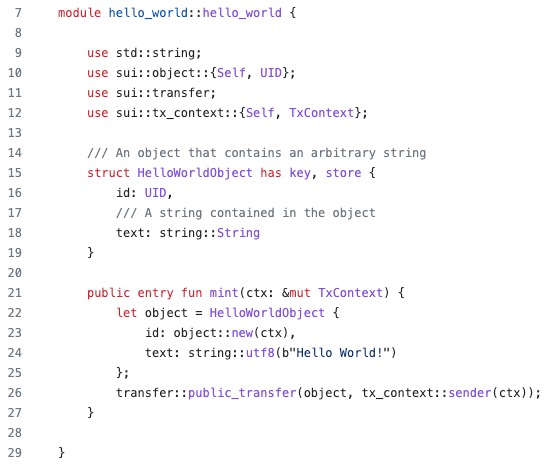 7 module hello_world::hello_world {
8
9 use std::string;
10 use sui::object::{Self, UID};
11 use sui::transfer;
12 use sui::tx_context::{Self, TxContext};
13
14 /// An object that contains an arbitrary string
15 struct HelloWorldObject has key, store {
16 id: UID,
17 /// A string contained in the object
18 text: string::String
19 }
20
21 public entry fun mint(ctx: &mut TxContext) {
22 let object = HelloWorldObject {
23 id: object::new(ctx),
24 text: string::utf8(b"Hello World!")
25 };
26 transfer::public_transfer(object, tx_context::sender(ctx));
27 }
28
29 }